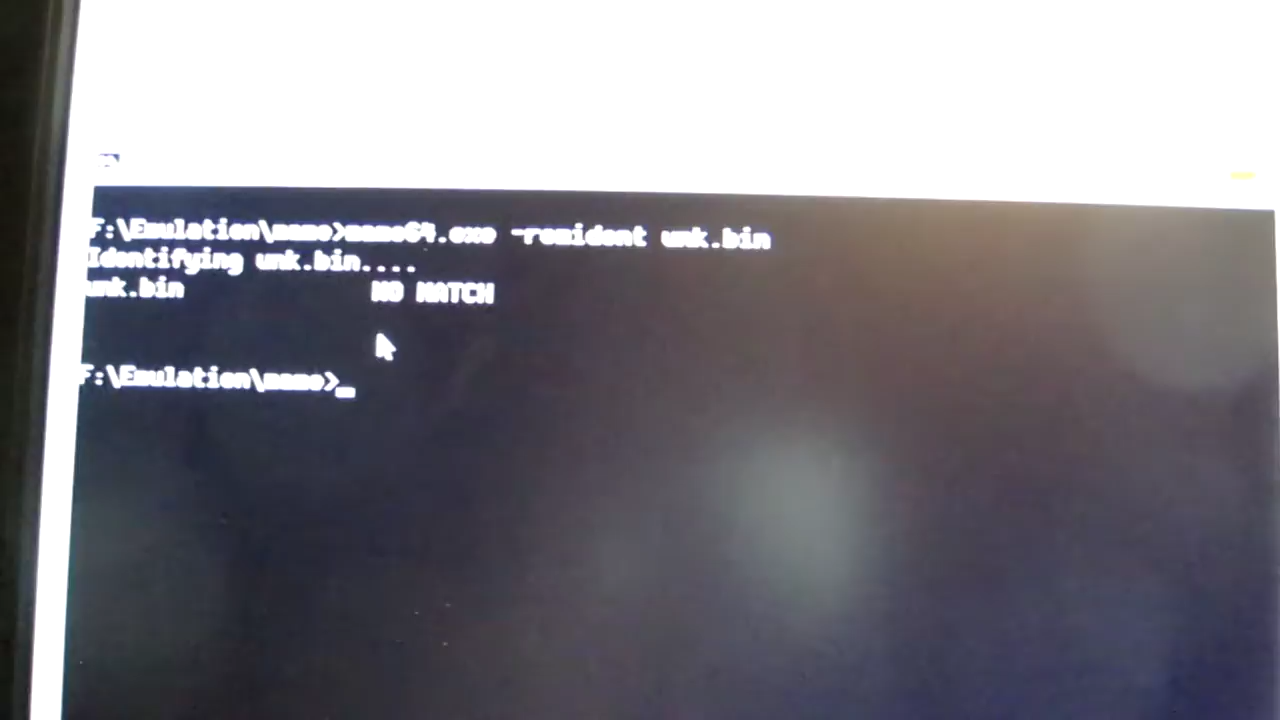 F:\Emulation\mame>mame64.exe -romident unk.bin
Identifying unk.bin....
unk.bin NO MATCH
F:\Emulation\mame>_